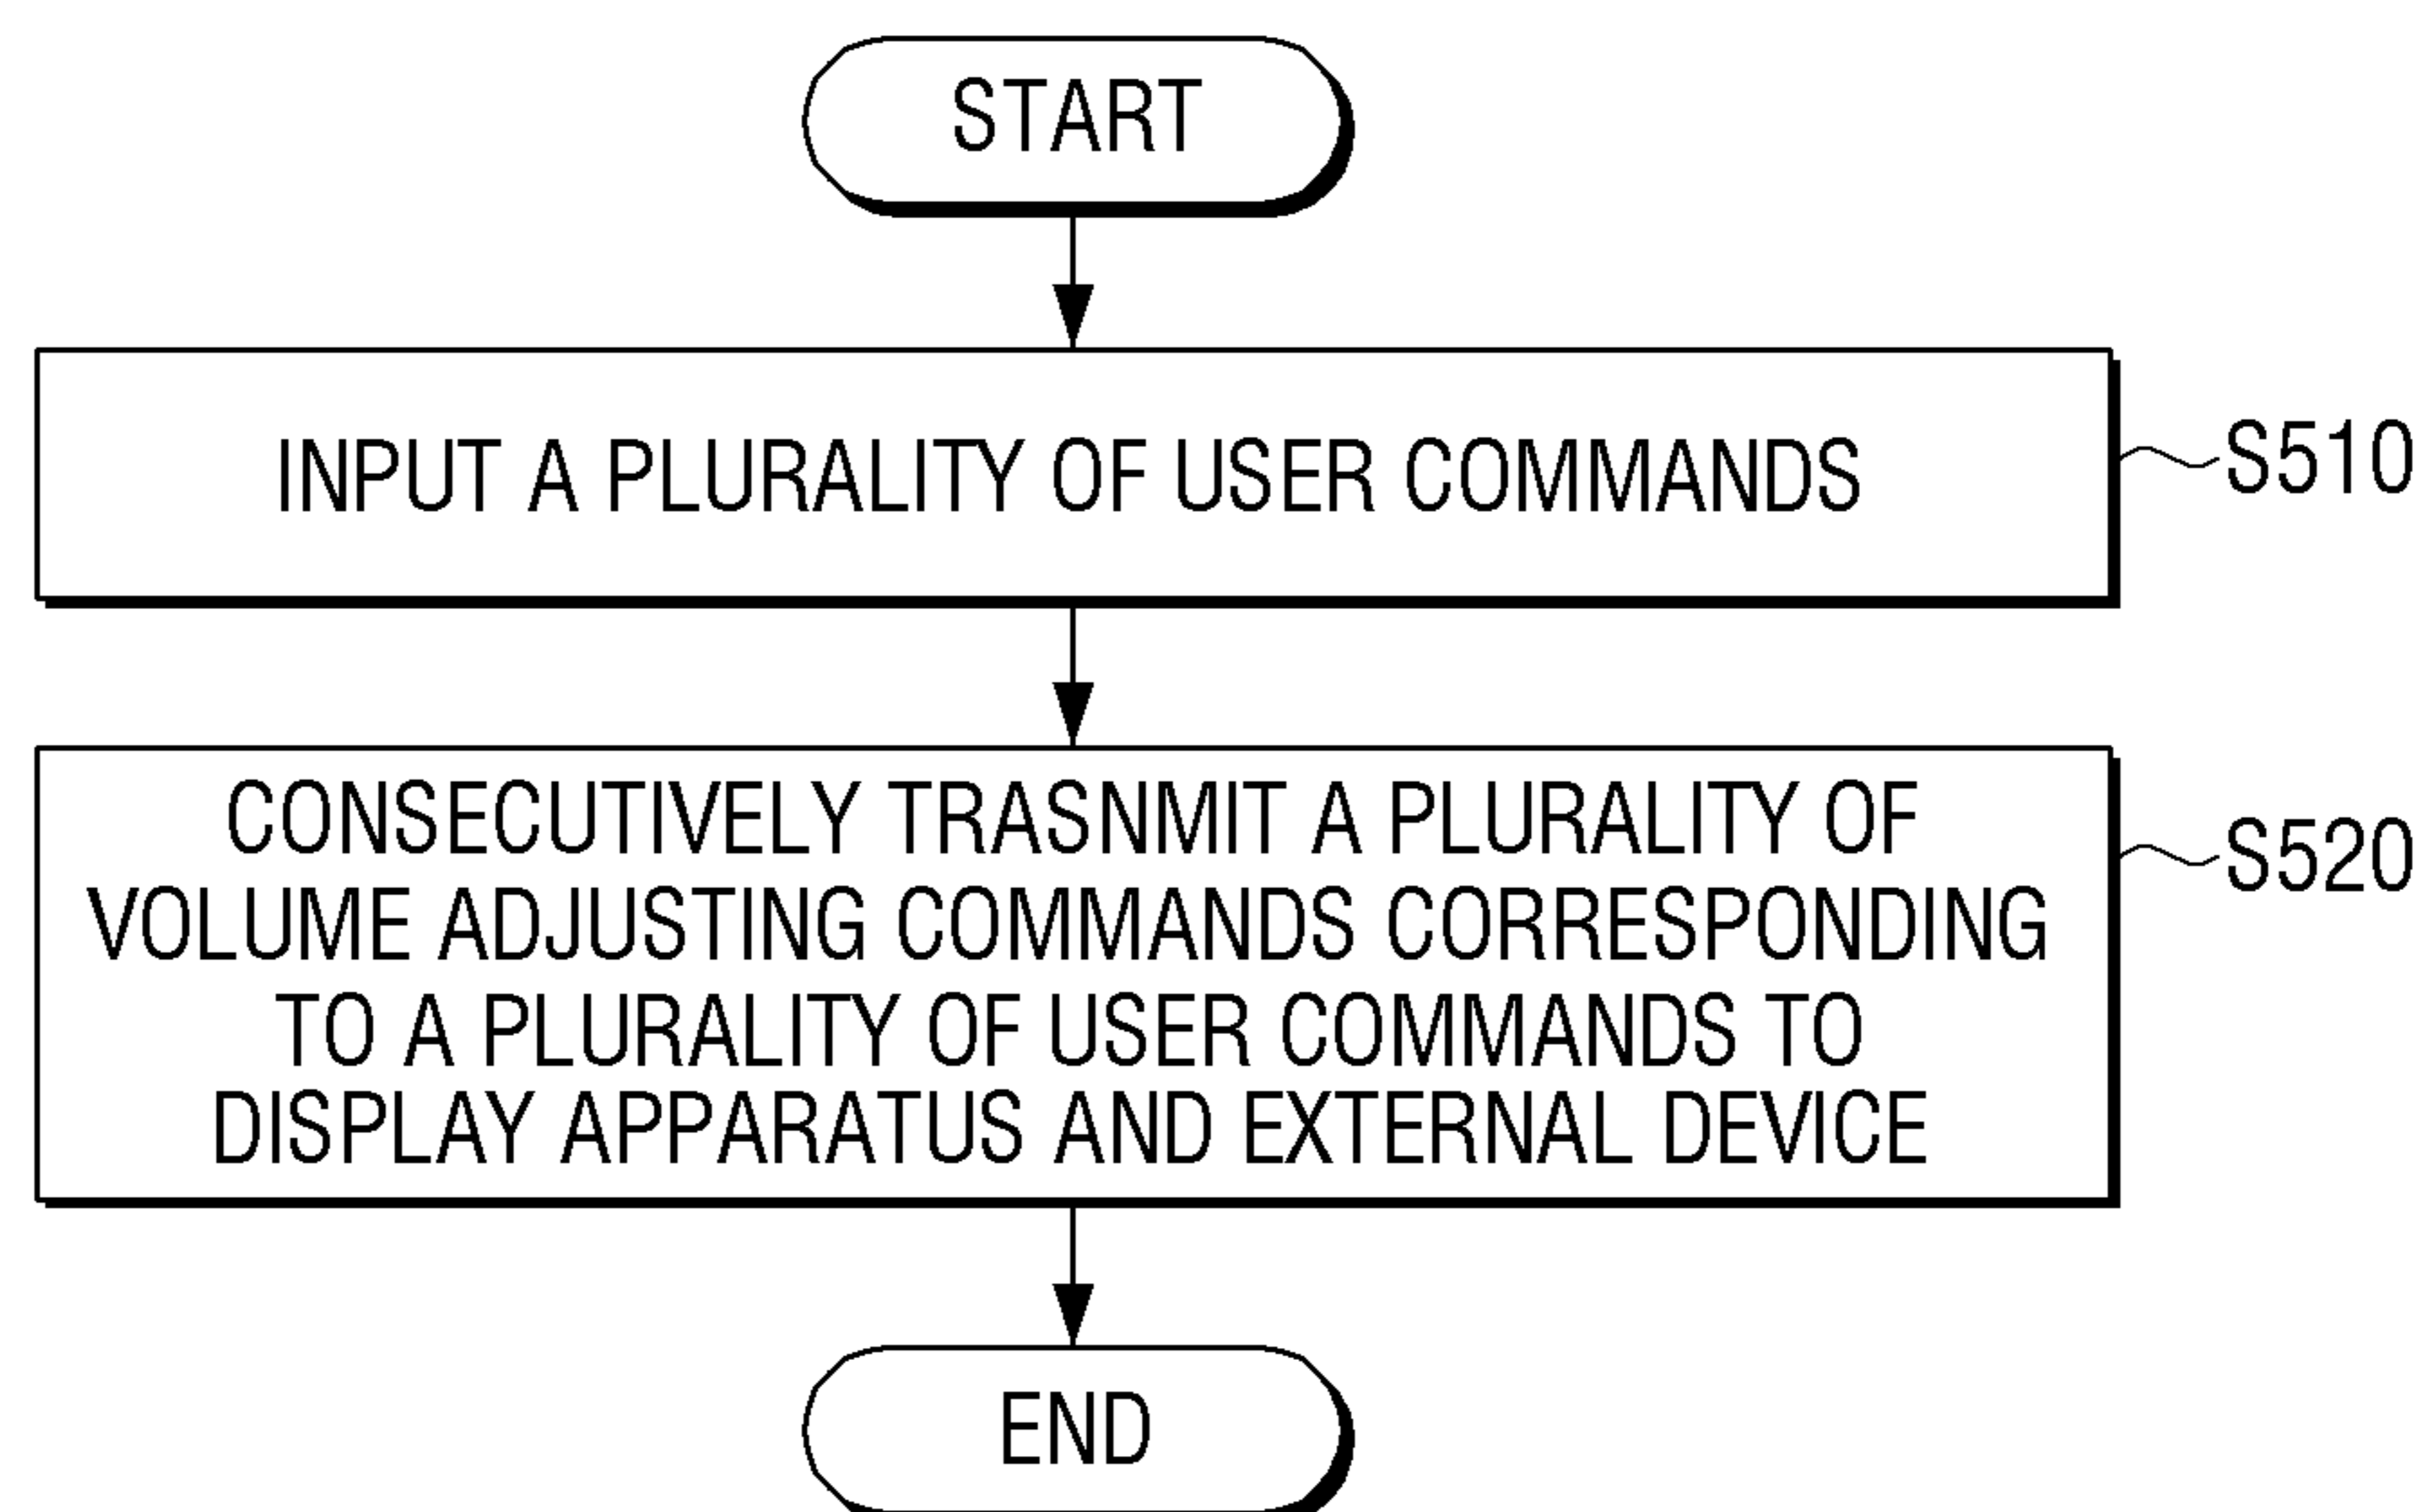 START
INPUT A PLURALITY OF USER COMMANDS
S510
CONSECUTIVELY TRASNMIT A PLURALITY OF
VOLUME ADJUSTING COMMANDS CORRESPONDING
TO A PLURALITY OF USER COMMANDS TO
DISPLAY APPARATUS AND EXTERNAL DEVICE
S520
END